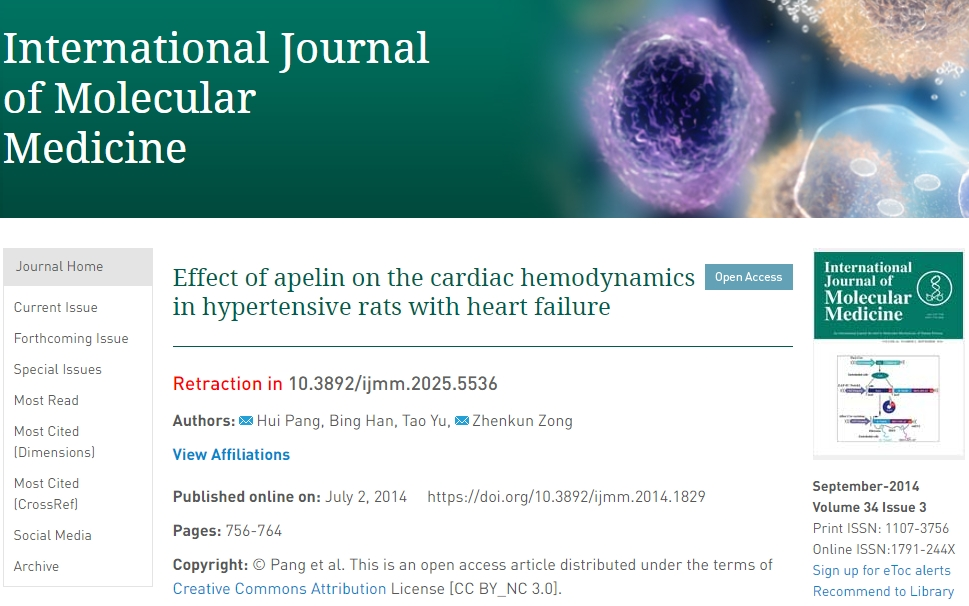 International Journal
of Molecular
Medicine
Journal Home
Current Issue
Forthcoming Issue
Special Issues
Most Read
Most Cited
(Dimensions)
Most Cited
(CrossRef)
Social Media
Archive
Effect of apelin on the cardiac hemodynamics
in hypertensive rats with heart failure
Open Access
Retraction in 10.3892/ijmm.2025.5536
Authors: Hui Pang, Bing Han, Tao Yu, Zhenkun Zong
View Affiliations
Published online on: July 2, 2014 https://doi.org/10.3892/ijmm.2014.1829
Pages: 756-764
Copyright: © Pang et al. This is an open access article distributed under the terms of
Creative Commons Attribution License [CC BY_NC 3.0].
International
Journal of
Molecular
Medicine
September-2014
Volume 34 Issue 3
Print ISSN: 1107-3756
Online ISSN:1791-244X
Sign up for eToc alerts
Recommend to Library